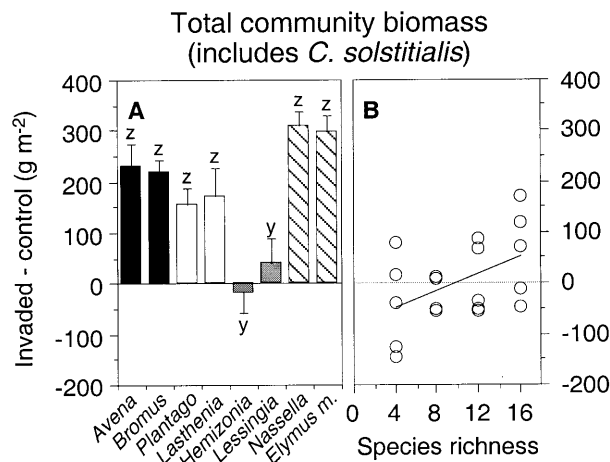 Total community biomass
(includes C. solstitialis)
Invaded - control (g m-2)
400
300
200
100
0
-100
-200
A
z
z
z
z
y
y
z
z
Avena
Bromus
Plantago
Lasthenia
Hemizonia
Lessingia
Nassella
Elymus m.
B
400
300
200
100
0
-100
-200
0 4 8 12 16
Species richness